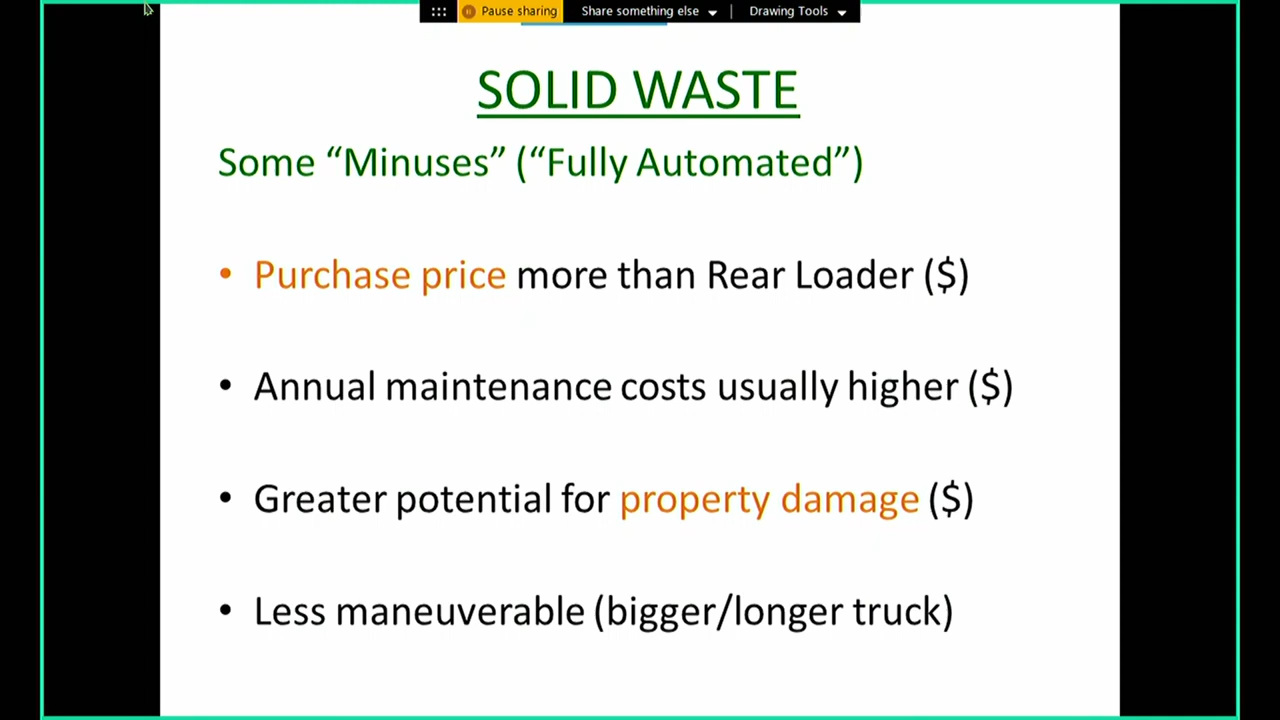 Pause sharing Share something else Drawing Tools
SOLID WASTE
Some “Minuses” (“Fully Automated”)
• Purchase price more than Rear Loader ($)
• Annual maintenance costs usually higher ($)
• Greater potential for property damage ($)
• Less maneuverable (bigger/longer truck)